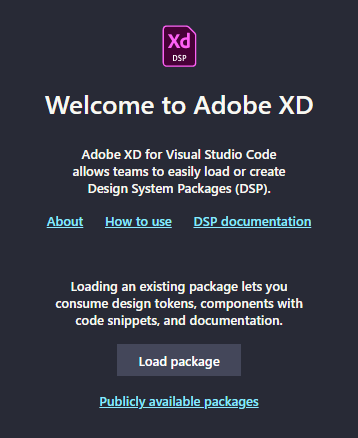 Xd
DSP
Welcome to Adobe XD
Adobe XD for Visual Studio Code
allows teams to easily load or create
Design System Packages (DSP).
About How to use DSP documentation
Loading an existing package lets you
consume design tokens, components with
code snippets, and documentation.
Load package
Publicly available packages